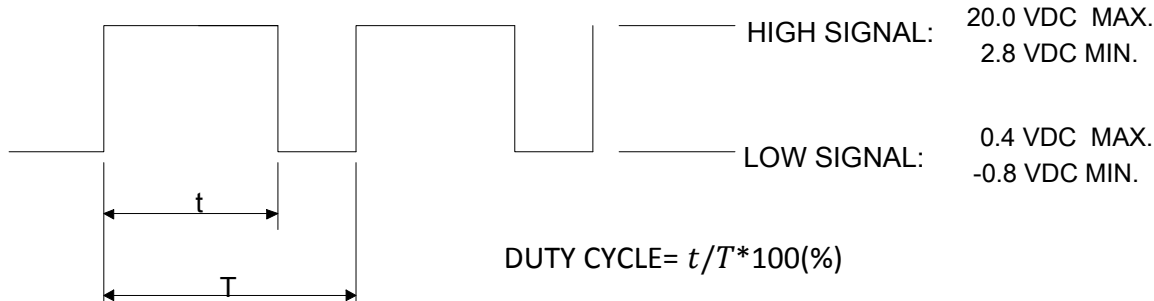 HIGH SIGNAL: 20.0 VDC MAX.
2.8 VDC MIN.
LOW SIGNAL: 0.4 VDC MAX.
-0.8 VDC MIN.
t
DUTY CYCLE= t/T*100(%)
T